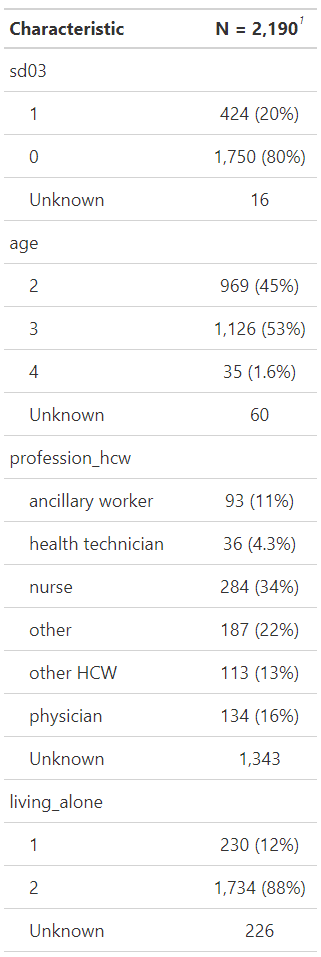 Characteristic N = 2,190¹
sd03
1 424 (20%)
0 1,750 (80%)
Unknown 16
age
2 969 (45%)
3 1,126 (53%)
4 35 (1.6%)
Unknown 60
profession_hcw
ancillary worker 93 (11%)
health technician 36 (4.3%)
nurse 284 (34%)
other 187 (22%)
other HCW 113 (13%)
physician 134 (16%)
Unknown 1,343
living_alone
1 230 (12%)
2 1,734 (88%)
Unknown 226